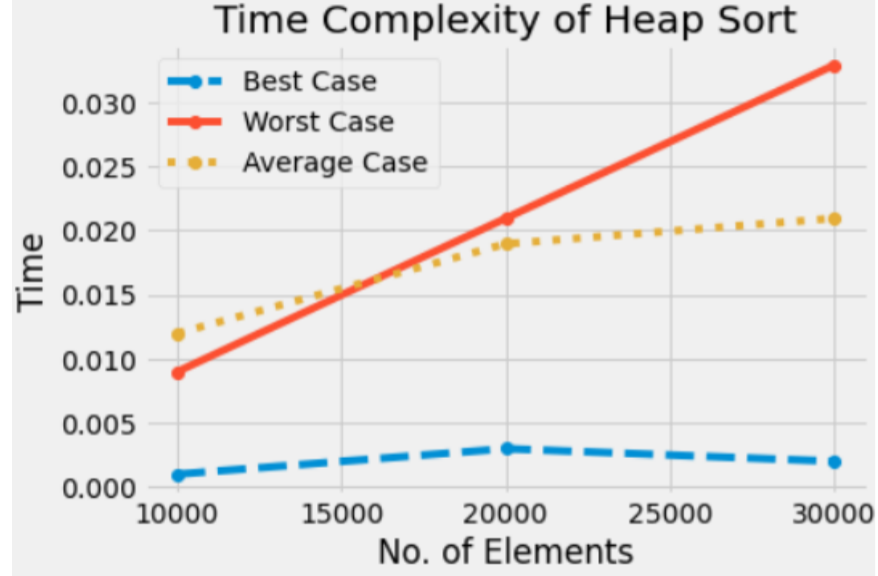 Time Complexity of Heap Sort
Best Case
Worst Case
Average Case
0.030
0.025
0.020
0.015
0.010
0.005
0.000
Time
10000 15000 20000 25000 30000
No. of Elements